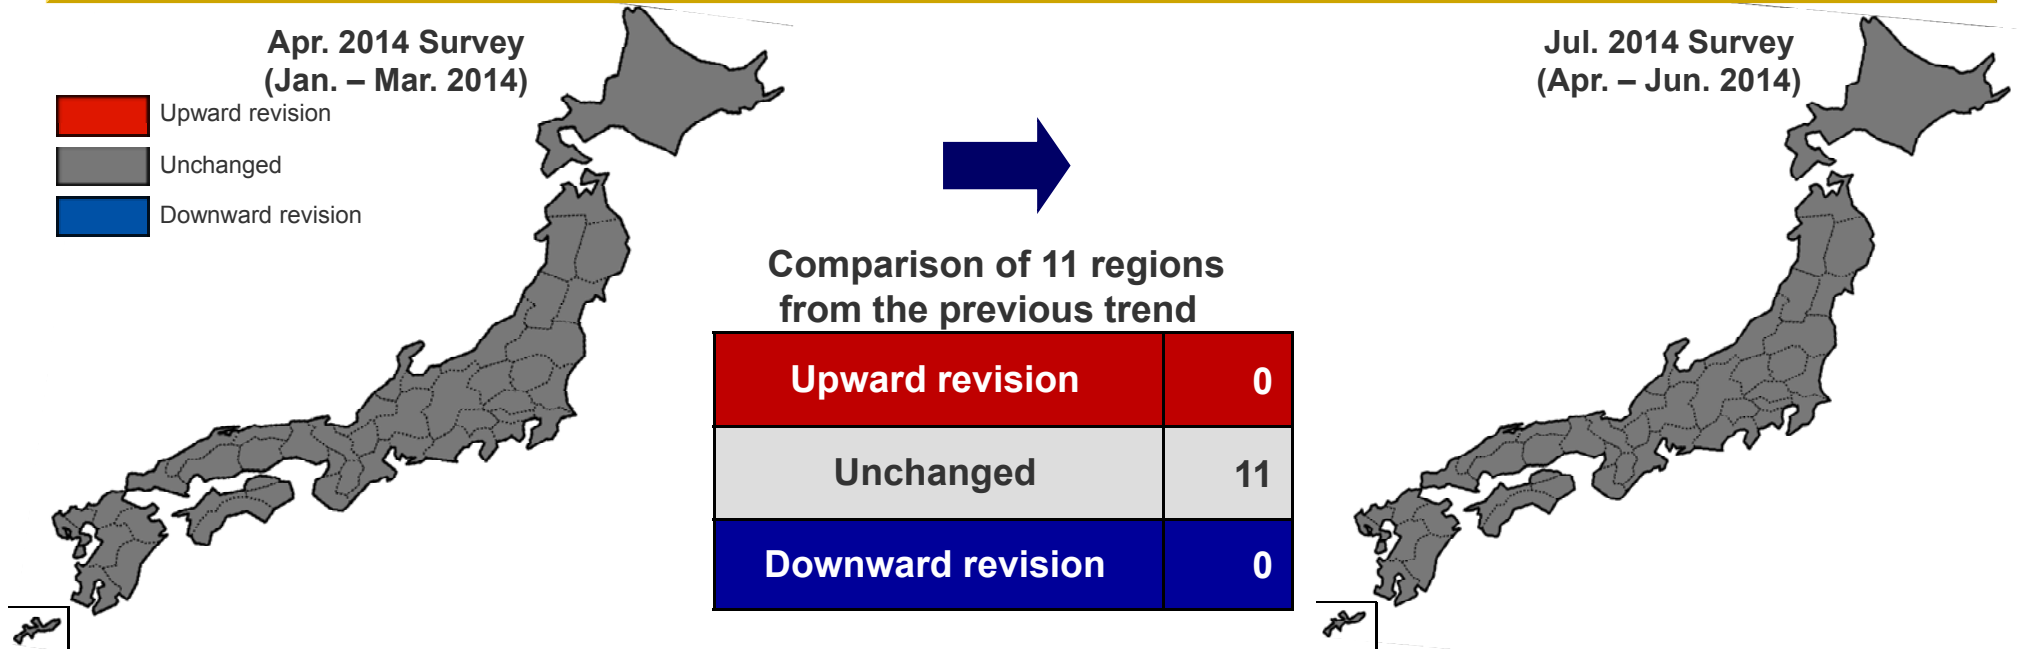 Apr. 2014 Survey
(Jan. – Mar. 2014)
Upward revision
Unchanged
Downward revision
Comparison of 11 regions
from the previous trend
Upward revision 0
Unchanged 11
Downward revision 0
Jul. 2014 Survey
(Apr. – Jun. 2014)